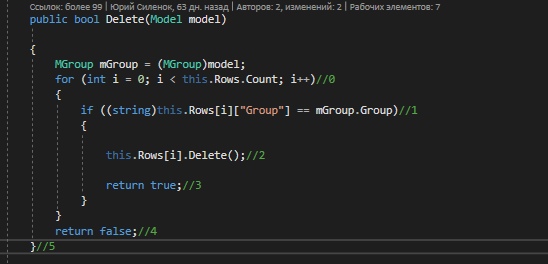 Ссылок: более 99 | Юрий Силенок, 63 дн. назад | Авторов: 2, изменений: 2 | Рабочих элементов: 7
public bool Delete(Model model)
{
MGroup mGroup = (MGroup)model;
for (int i = 0; i < this.Rows.Count; i++)//0
{
if ((string)this.Rows[i]["Group"] == mGroup.Group)//1
{
this.Rows[i].Delete();//2
return true;//3
}
}
return false;//4
}//5